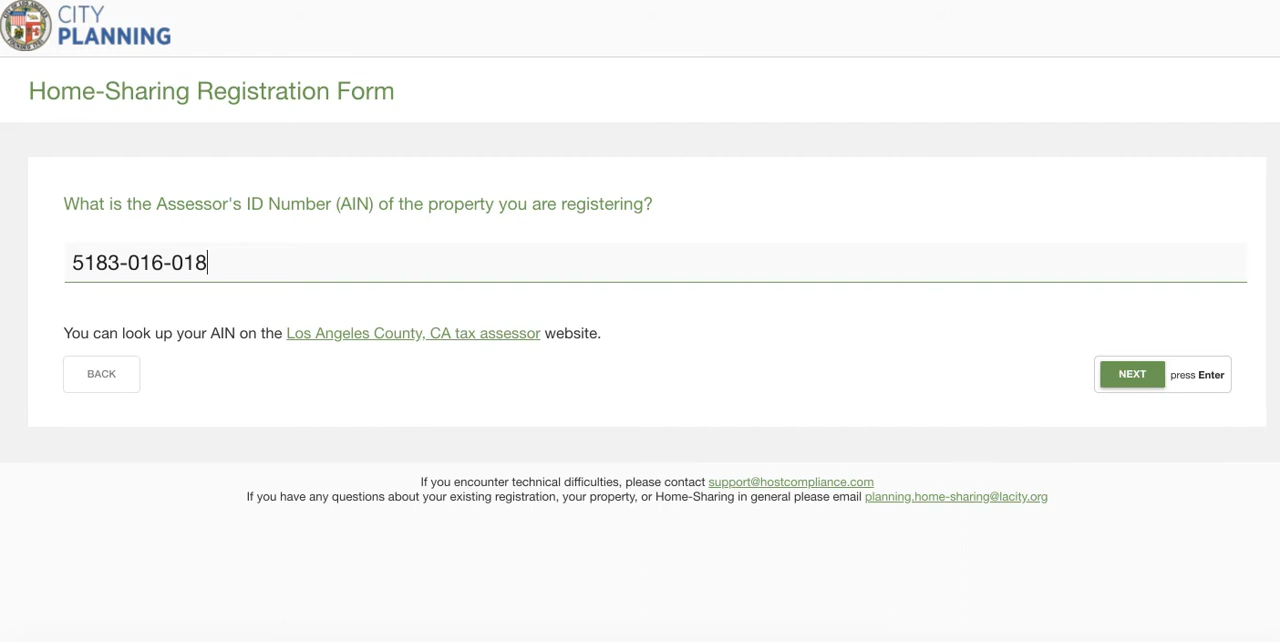 CITY
PLANNING
Home-Sharing Registration Form
What is the Assessor's ID Number (AIN) of the property you are registering?
5183-016-018
You can look up your AIN on the Los Angeles County, CA tax assessor website.
BACK
NEXT press Enter
If you encounter technical difficulties, please contact support@hostcompliance.com
If you have any questions about your existing registration, your property, or Home-Sharing in general please email planning.home-sharing@lacity.org